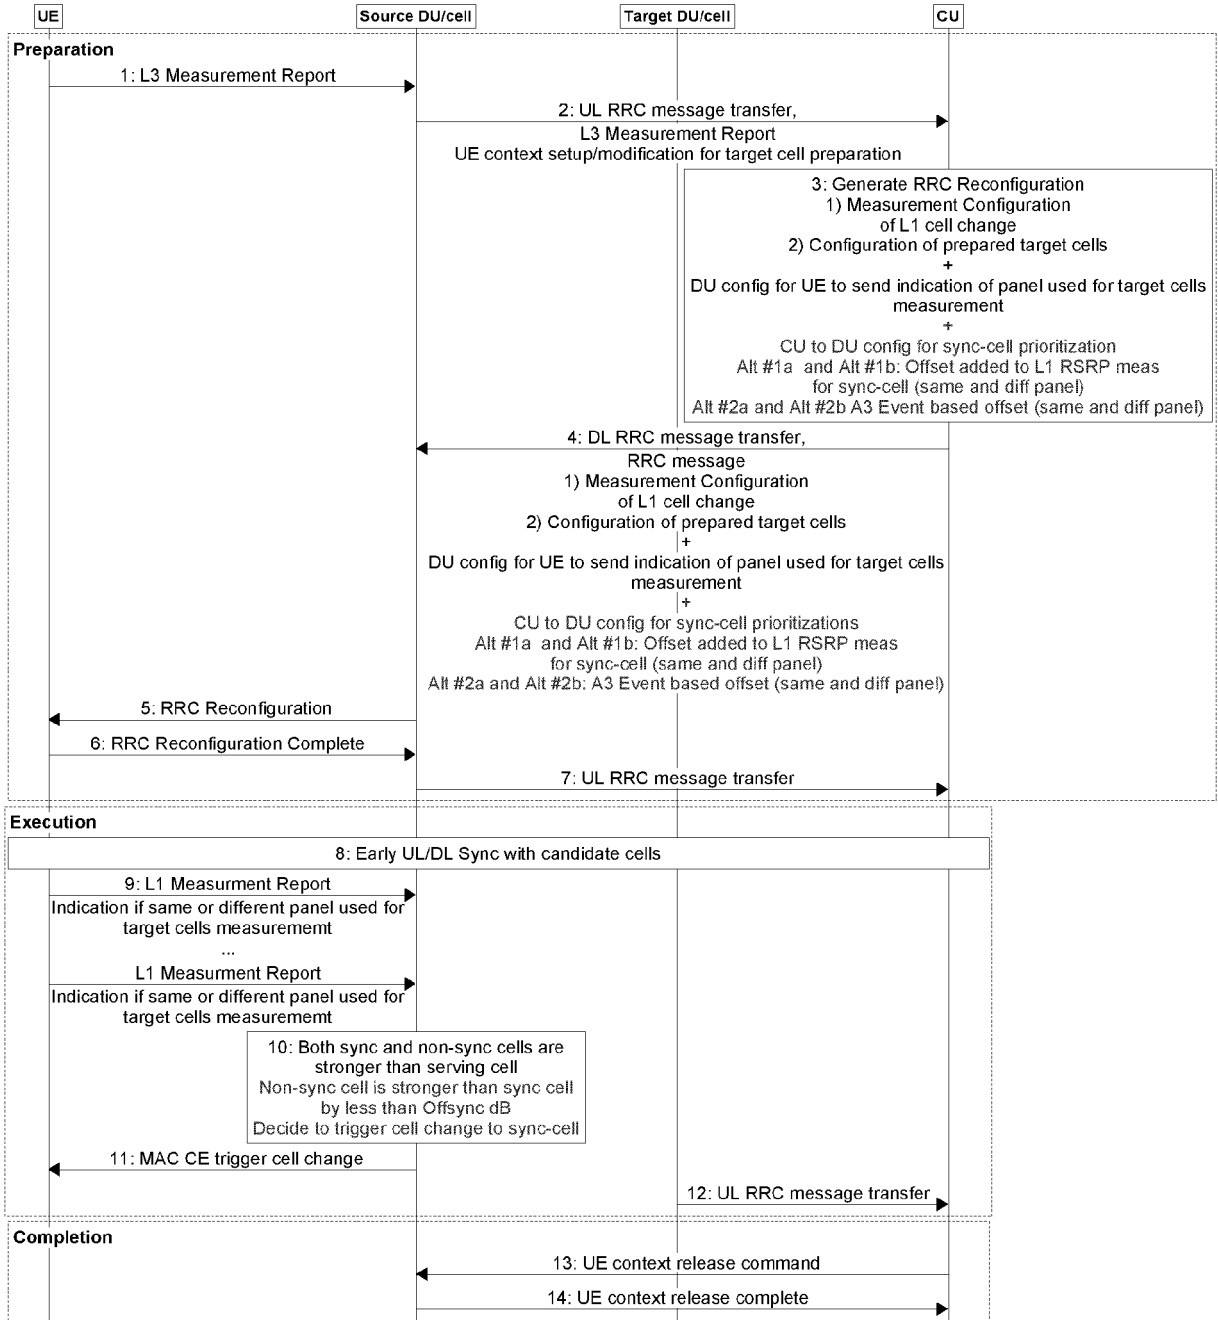 UE
Source DU/cell
Target DU/cell
CU
Preparation
1: L3 Measurement Report
2: UL RRC message transfer,
L3 Measurement Report
UE context setup/modification for target cell preparation
3: Generate RRC Reconfiguration
1) Measurement Configuration
of L1 cell change
2) Configuration of prepared target cells
+
DU config for UE to send indication of panel used for target cells
measurement
+
CU to DU config for sync-cell prioritization
Alt #1a and Alt #1b: Offset added to L1 RSRP meas
for sync-cell (same and diff panel)
Alt #2a and Alt #2b A3 Event based offset (same and diff panel)
4: DL RRC message transfer,
RRC message
1) Measurement Configuration
of L1 cell change
2) Configuration of prepared target cells
+
DU config for UE to send indication of panel used for target cells
measurement
+
CU to DU config for sync-cell prioritizations
Alt #1a and Alt #1b: Offset added to L1 RSRP meas
for sync-cell (same and diff panel)
Alt #2a and Alt #2b: A3 Event based offset (same and diff panel)
5: RRC Reconfiguration
6: RRC Reconfiguration Complete
7: UL RRC message transfer
Execution
8: Early UL/DL Sync with candidate cells
9: L1 Measurment Report
Indication if same or different panel used for
target cells measurememt
...
L1 Measurment Report
Indication if same or different panel used for
target cells measurememt
10: Both sync and non-sync cells are
stronger than serving cell
Non-sync cell is stronger than sync cell
by less than Offsync dB
Decide to trigger cell change to sync-cell
11: MAC CE trigger cell change
12: UL RRC message transfer
Completion
13: UE context release command
14: UE context release complete